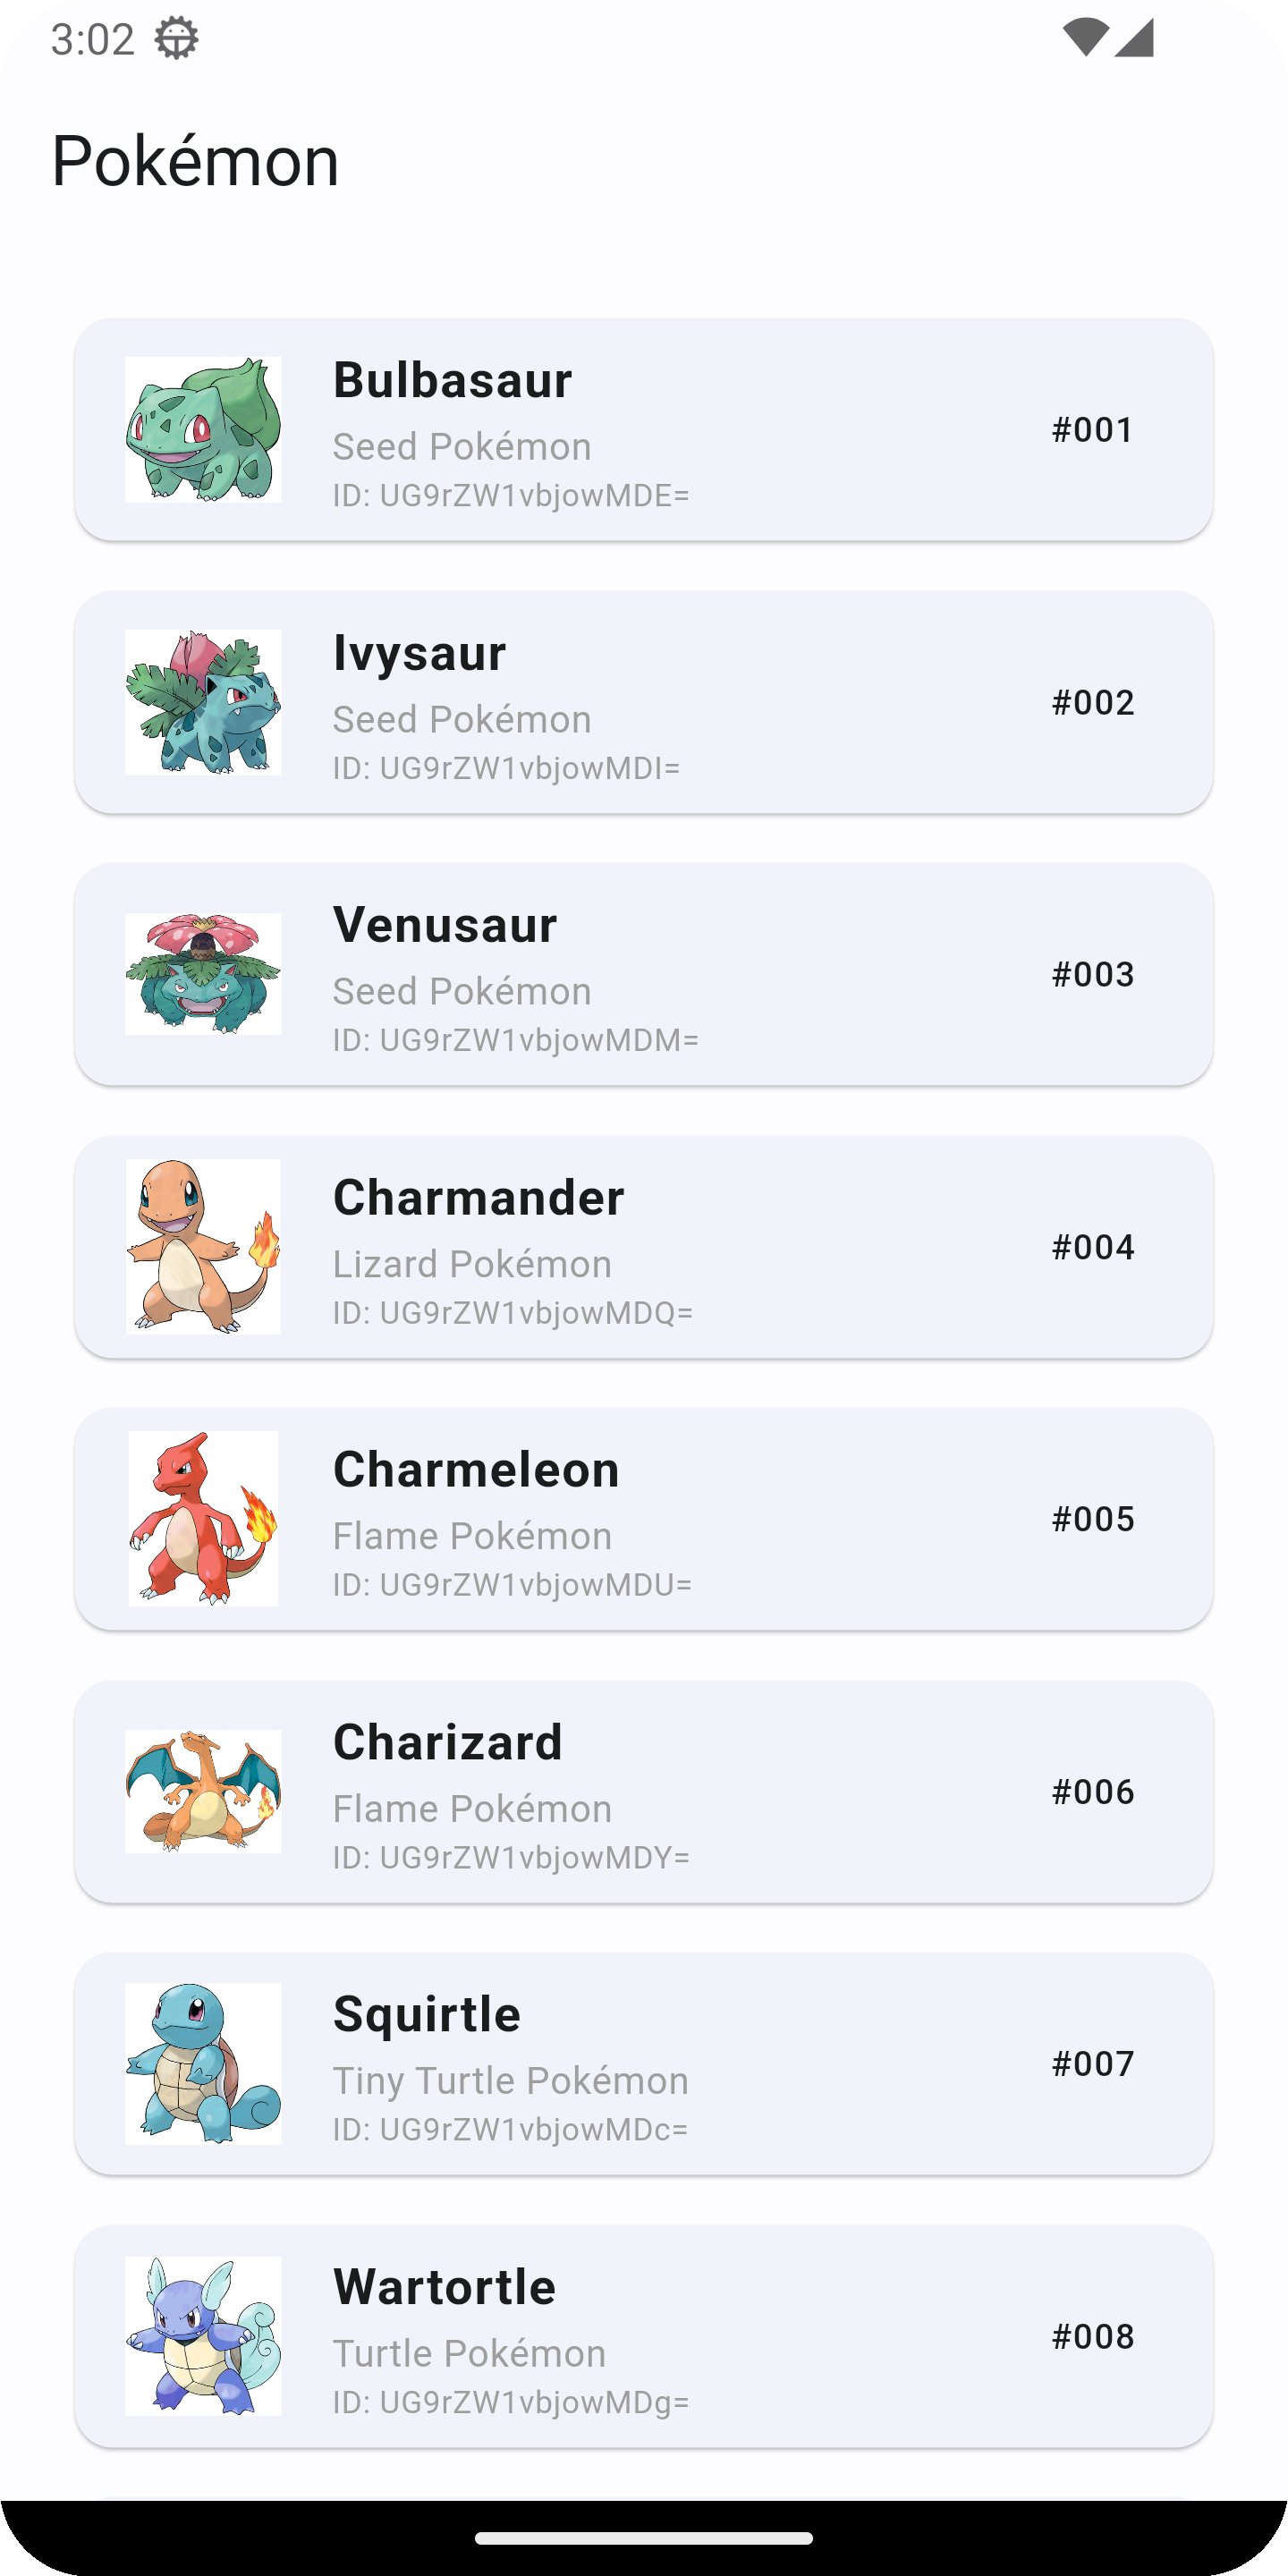 3:02
Pokémon
Bulbasaur
Seed Pokémon
ID: UG9rZW1vbjowMDE=
#001
Ivysaur
Seed Pokémon
ID: UG9rZW1vbjowMDI=
#002
Venusaur
Seed Pokémon
ID: UG9rZW1vbjowMDM=
#003
Charmander
Lizard Pokémon
ID: UG9rZW1vbjowMDQ=
#004
Charmeleon
Flame Pokémon
ID: UG9rZW1vbjowMDU=
#005
Charizard
Flame Pokémon
ID: UG9rZW1vbjowMDY=
#006
Squirtle
Tiny Turtle Pokémon
ID: UG9rZW1vbjowMDc=
#007
Wartortle
Turtle Pokémon
ID: UG9rZW1vbjowMDg=
#008